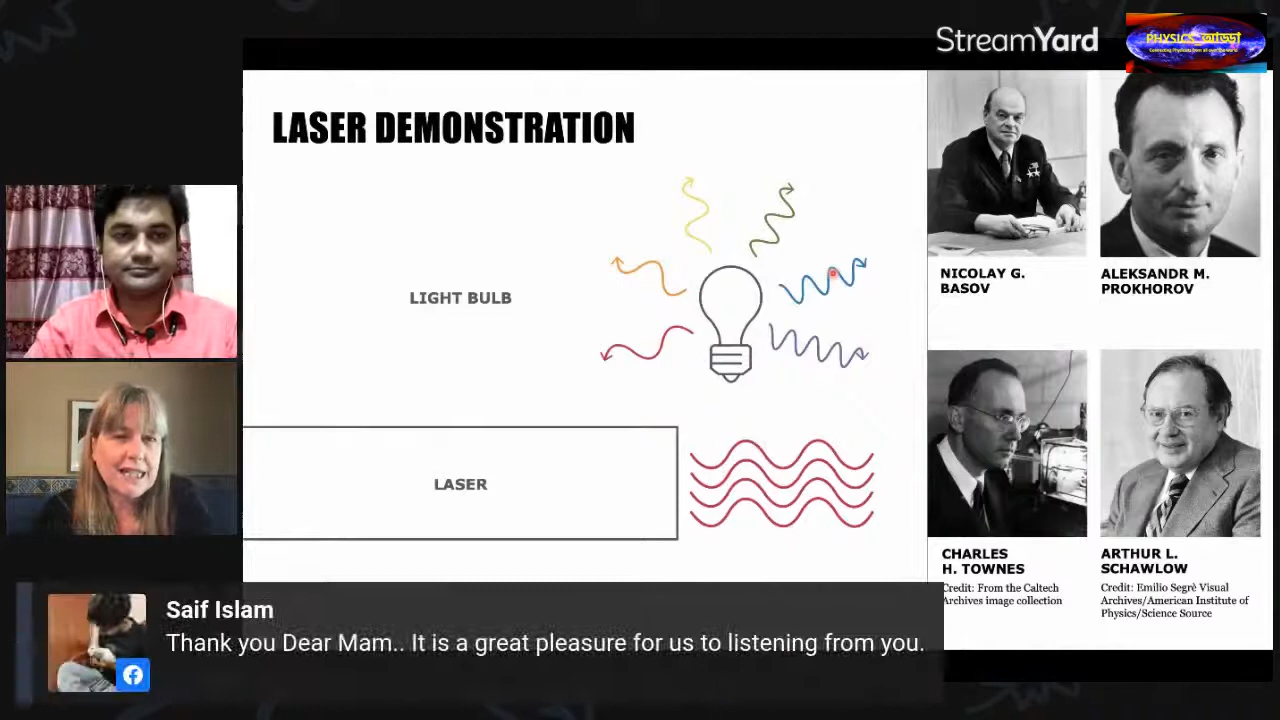 StreamYard
PHYSICS_আড্ডা
LASER DEMONSTRATION
LIGHT BULB
LASER
NICOLAY G.
BASOV
ALEKSANDR M.
PROKHOROV
CHARLES
H. TOWNES
Credit: From the Caltech
Archives image collection
ARTHUR L.
SCHAWLOW
Credit: Emilio Segrè Visual
Archives/American Institute of
Physics/Science Source
Saif Islam
Thank you Dear Mam.. It is a great pleasure for us to listening from you.